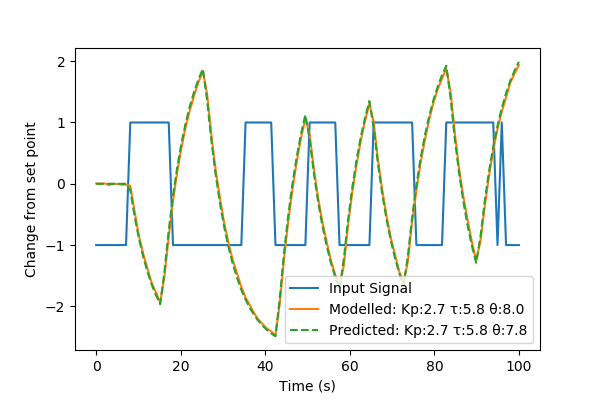 2
1
0
−1
−2
0
20
40
60
80
100
Change from set point
Time (s)
Input Signal
Modelled: Kp:2.7 τ:5.8 θ:8.0
Predicted: Kp:2.7 τ:5.8 θ:7.8